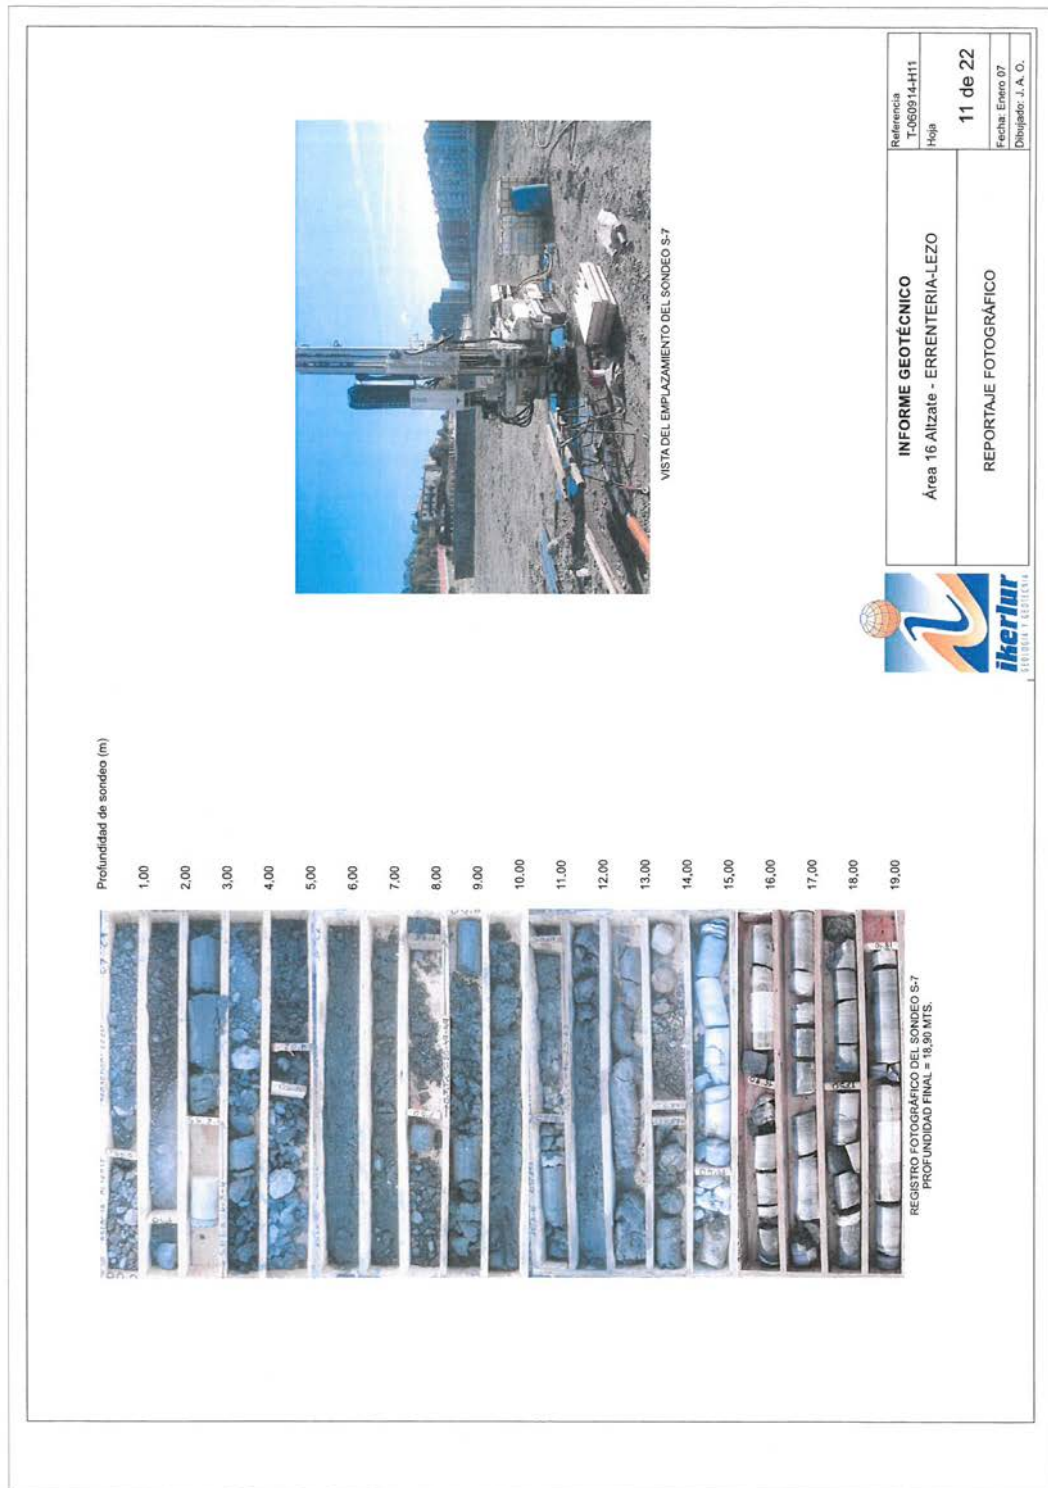 Profundidad de sondeo (m)
1,00
2,00
3,00
4,00
5,00
6,00
7,00
8,00
9,00
10,00
11,00
12,00
13,00
14,00
15,00
16,00
17,00
18,00
19,00
REGISTRO FOTOGRÁFICO DEL SONDEO S-7
PROFUNDIDAD FINAL = 18,90 MTS.
VISTA DEL EMPLAZAMIENTO DEL SONDEO S-7
ikerlur
GEOLOGIA Y GEOTECNIA
INFORME GEOTÉCNICO
Área 16 Altzate - ERRENTERIA-LEZO
REPORTAJE FOTOGRÁFICO
Referencia
T-060914-H11
Hoja
11 de 22
Fecha: Enero 07
Dibujado: J. A. O.